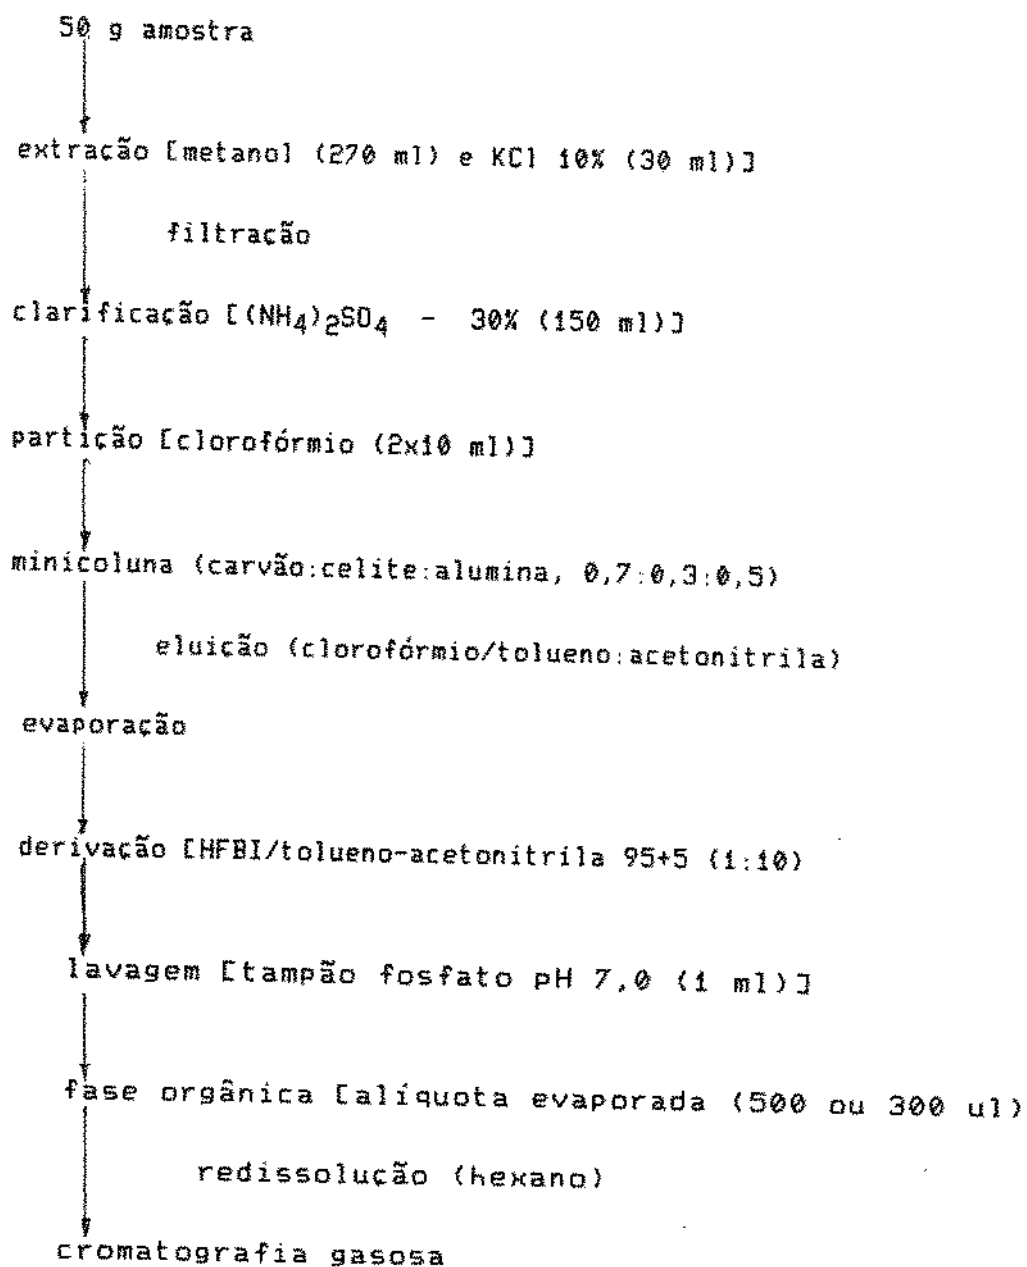 50 g amostra
extração [metanol (270 ml) e KCl 10% (30 ml)]
filtração
clarificação [(NH4)2SO4 - 30% (150 ml)]
partição [clorofórmio (2x10 ml)]
minicoluna (carvão:celite:alumina, 0,7:0,3:0,5)
eluição (clorofórmio/tolueno:acetonitrila)
evaporação
derivação [HFBI/tolueno-acetonitrila 95+5 (1:10)
lavagem [tampão fosfato pH 7,0 (1 ml)]
fase orgânica [alíquota evaporada (500 ou 300 ul)
redissolução (hexano)
cromatografia gasosa